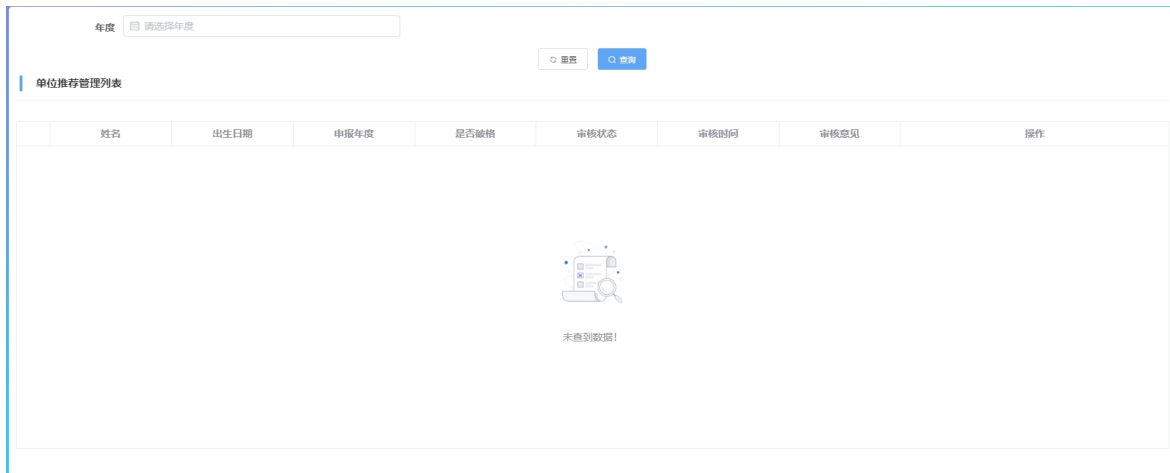 年度 请选择年度
重置 查询
单位推荐管理列表
姓名 出生日期 申报年度 是否破格 审核状态 审核时间 审核意见 操作
未查到数据!